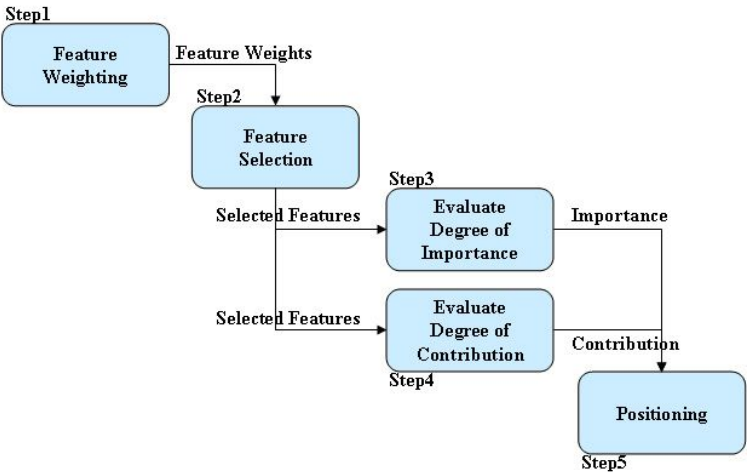 Step1
Feature
Weighting
Feature Weights
Step2
Feature
Selection
Selected Features
Step3
Evaluate
Degree of
Importance
Importance
Selected Features
Evaluate
Degree of
Contribution
Step4
Contribution
Positioning
Step5